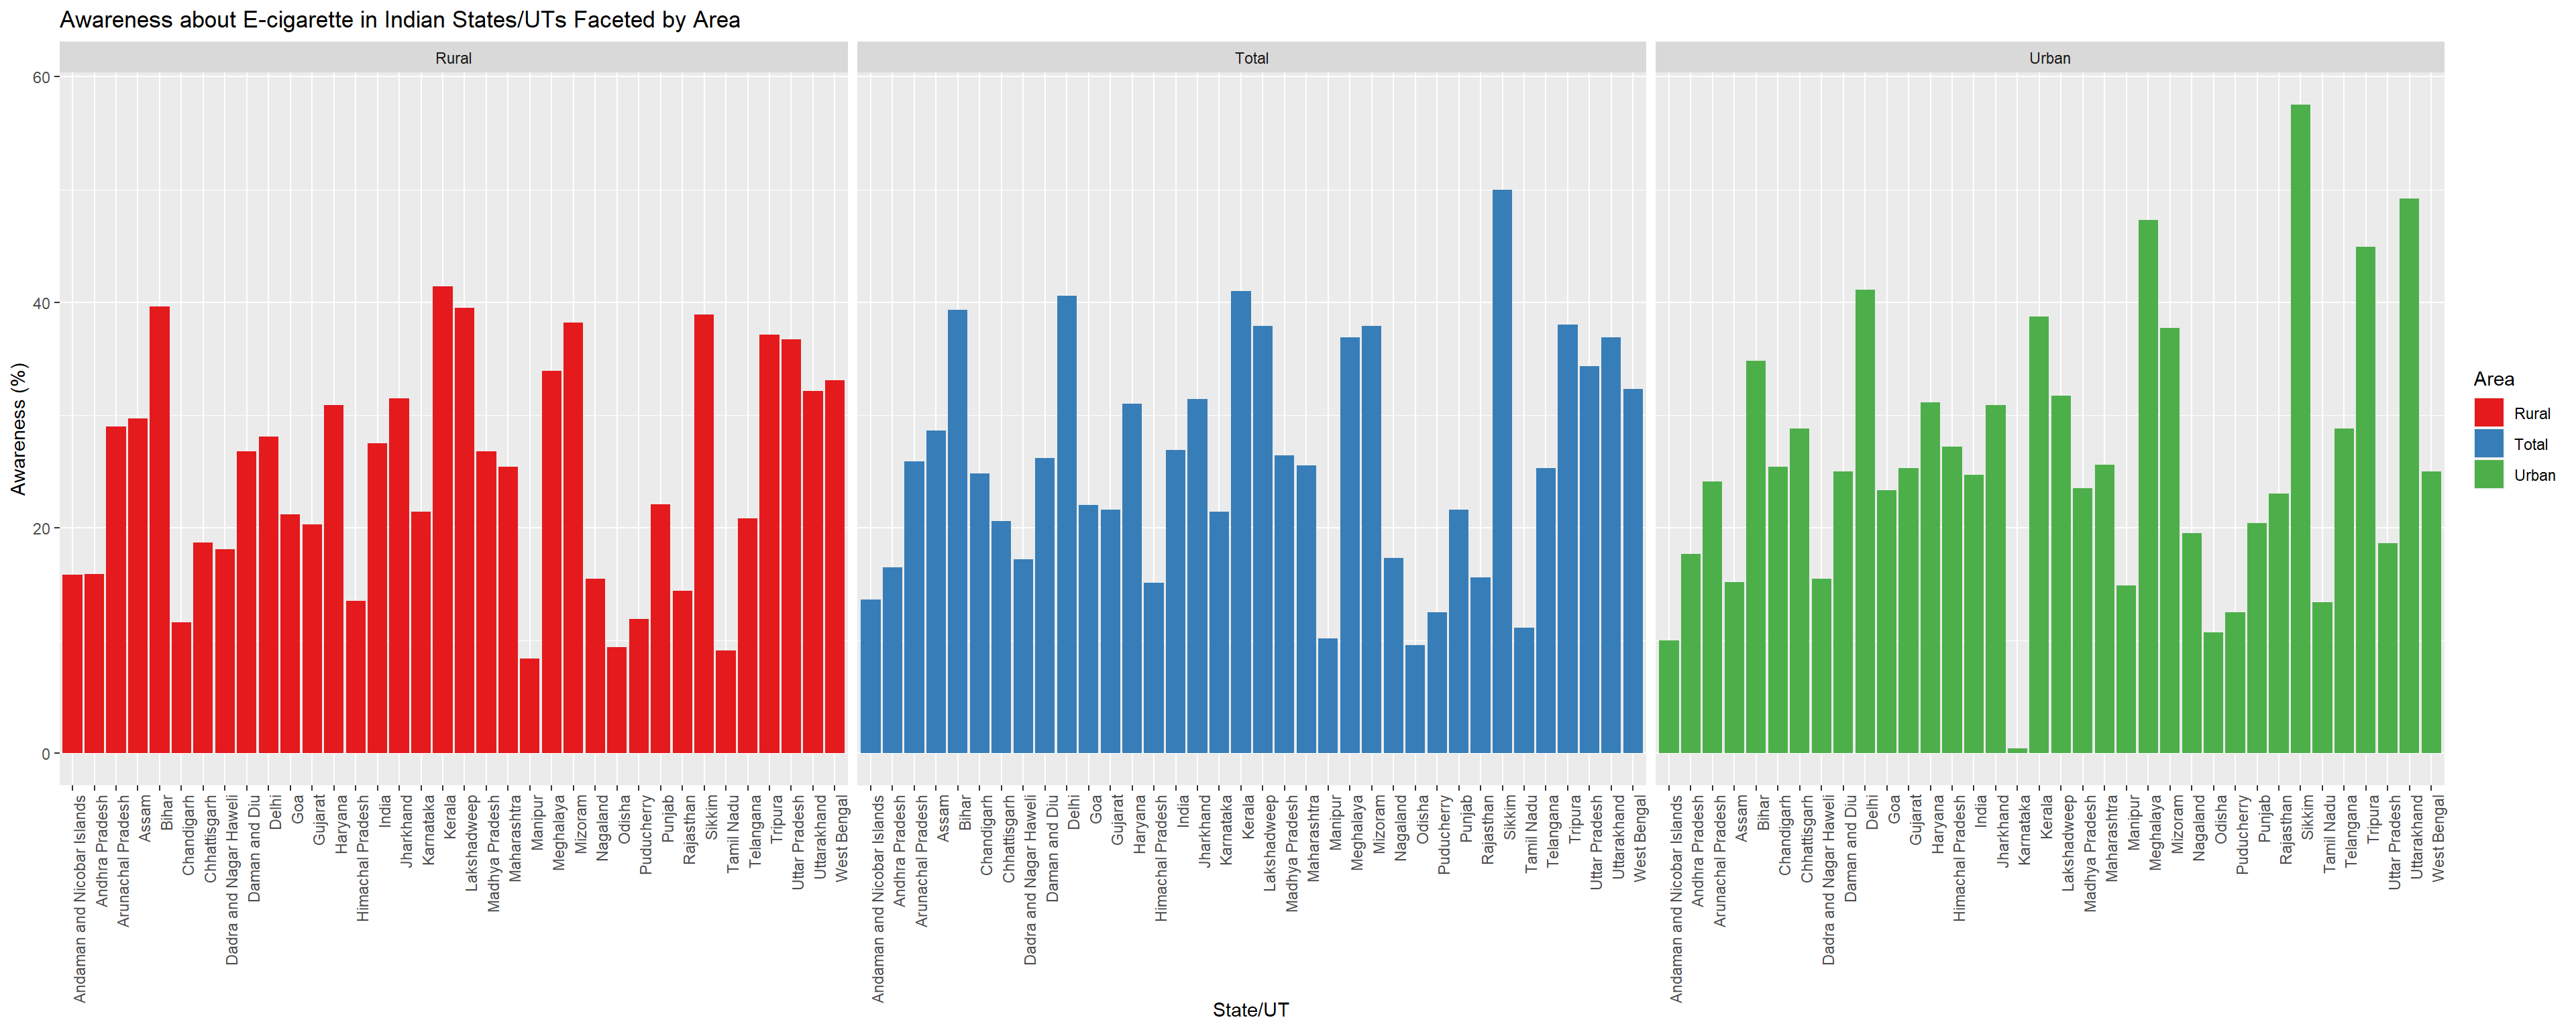 Awareness about E-cigarette in Indian States/UTs Faceted by Area
Rural
Total
Urban
Awareness (%)
60
40
20
0
Andaman and Nicobar Islands
Andhra Pradesh
Arunachal Pradesh
Assam
Bihar
Chandigarh
Chhattisgarh
Dadra and Nagar Haweli
Daman and Diu
Delhi
Goa
Gujarat
Haryana
Himachal Pradesh
India
Jharkhand
Karnataka
Kerala
Lakshadweep
Madhya Pradesh
Maharashtra
Manipur
Meghalaya
Mizoram
Nagaland
Odisha
Puducherry
Punjab
Rajasthan
Sikkim
Tamil Nadu
Telangana
Tripura
Uttar Pradesh
Uttarakhand
West Bengal
Andaman and Nicobar Islands
Andhra Pradesh
Arunachal Pradesh
Assam
Bihar
Chandigarh
Chhattisgarh
Dadra and Nagar Haweli
Daman and Diu
Delhi
Goa
Gujarat
Haryana
Himachal Pradesh
India
Jharkhand
Karnataka
Kerala
Lakshadweep
Madhya Pradesh
Maharashtra
Manipur
Meghalaya
Mizoram
Nagaland
Odisha
Puducherry
Punjab
Rajasthan
Sikkim
Tamil Nadu
Telangana
Tripura
Uttar Pradesh
Uttarakhand
West Bengal
Andaman and Nicobar Islands
Andhra Pradesh
Arunachal Pradesh
Assam
Bihar
Chandigarh
Chhattisgarh
Dadra and Nagar Haweli
Daman and Diu
Delhi
Goa
Gujarat
Haryana
Himachal Pradesh
India
Jharkhand
Karnataka
Kerala
Lakshadweep
Madhya Pradesh
Maharashtra
Manipur
Meghalaya
Mizoram
Nagaland
Odisha
Puducherry
Punjab
Rajasthan
Sikkim
Tamil Nadu
Telangana
Tripura
Uttar Pradesh
Uttarakhand
West Bengal
State/UT
Area
Rural
Total
Urban